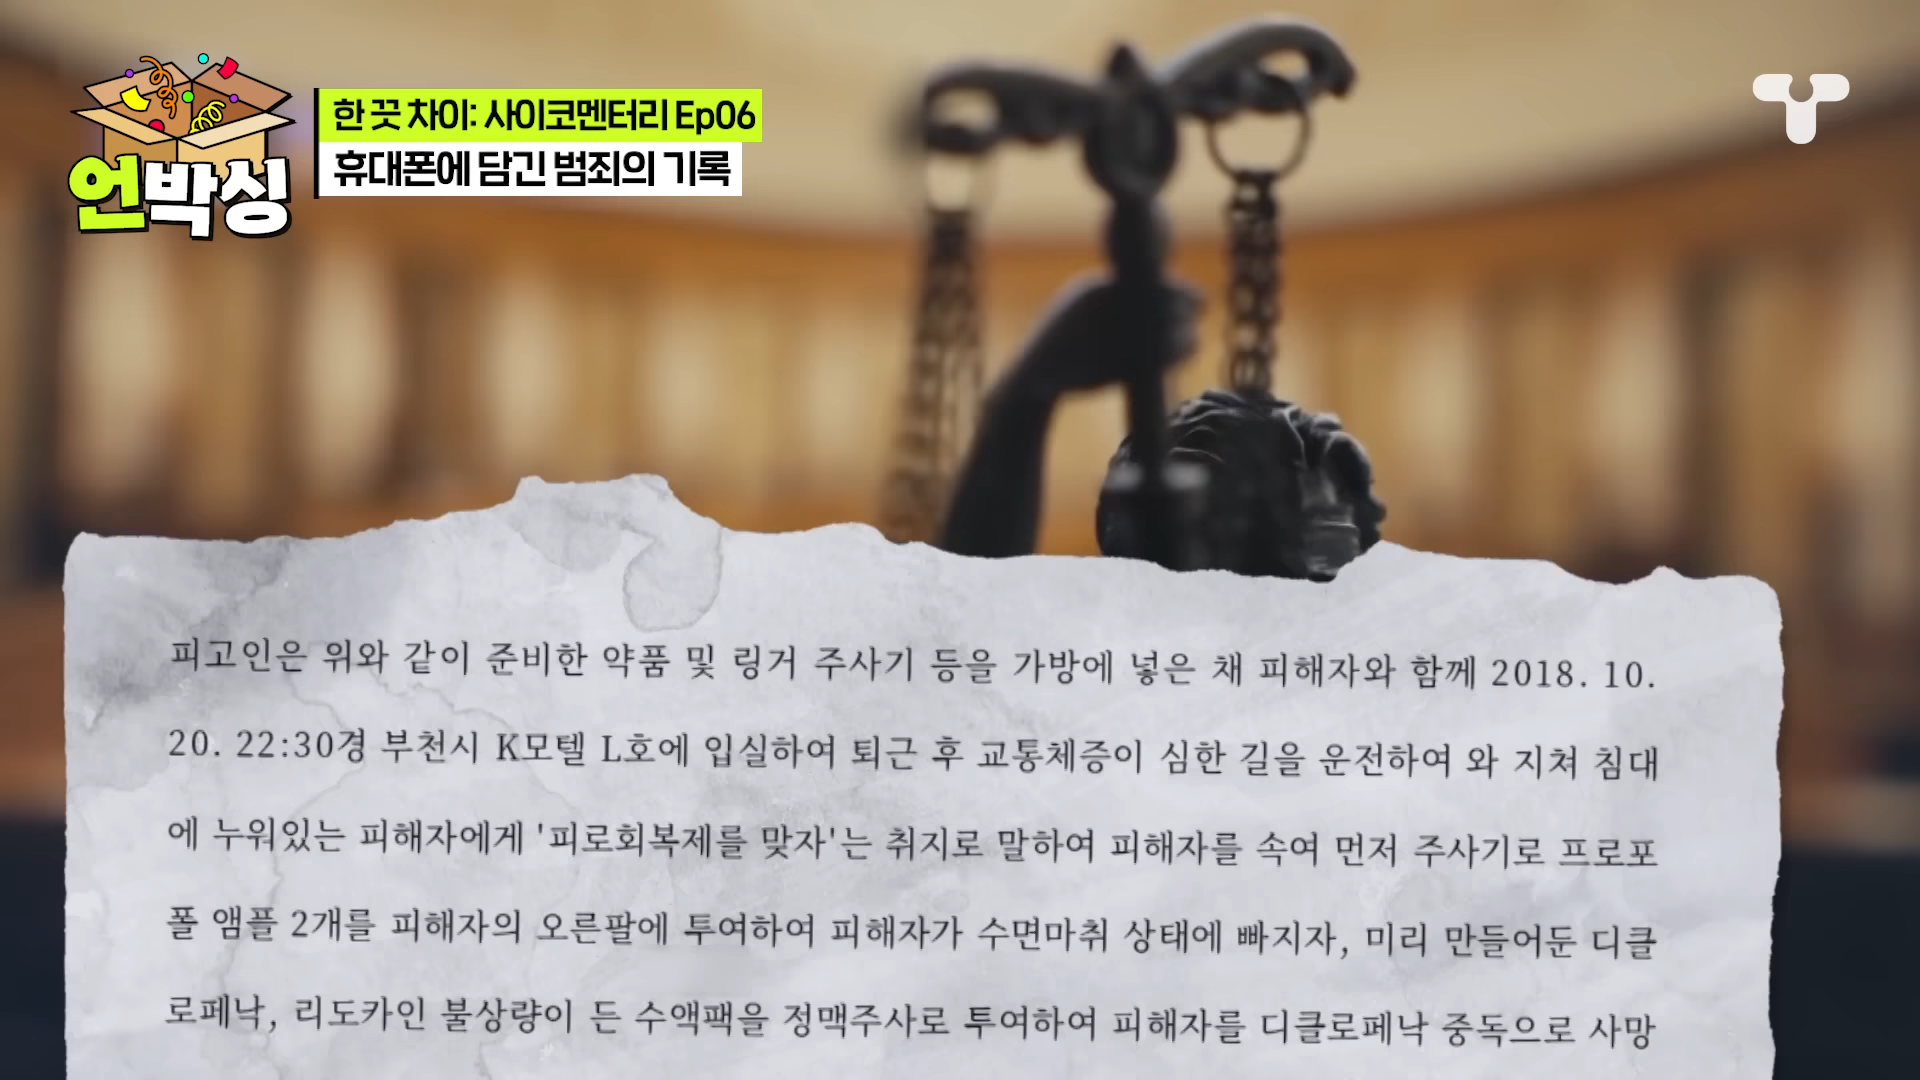 언박싱
한 끗 차이: 사이코멘터리 Ep06
휴대폰에 담긴 범죄의 기록
피고인은 위와 같이 준비한 약품 및 링거 주사기 등을 가방에 넣은 채 피해자와 함께 2018. 10.
20. 22:30경 부천시 K모텔 L호에 입실하여 퇴근 후 교통체증이 심한 길을 운전하여 와 지쳐 침대
에 누워있는 피해자에게 '피로회복제를 맞자'는 취지로 말하여 피해자를 속여 먼저 주사기로 프로포
폴 앰플 2개를 피해자의 오른팔에 투여하여 피해자가 수면마취 상태에 빠지자, 미리 만들어둔 디클
로페낙, 리도카인 불상량이 든 수액팩을 정맥주사로 투여하여 피해자를 디클로페낙 중독으로 사망